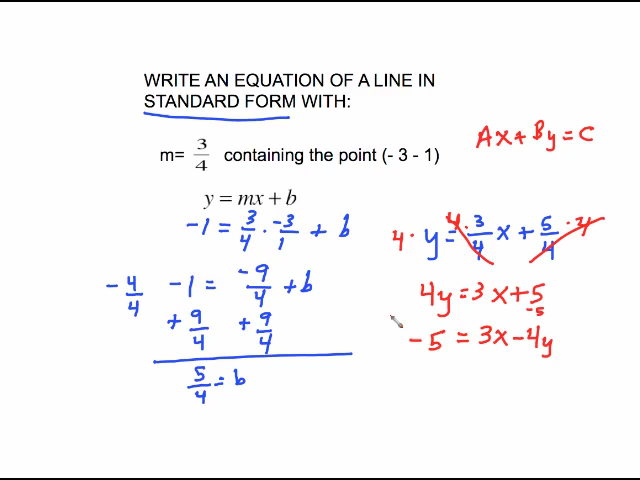 WRITE AN EQUATION OF A LINE IN
STANDARD FORM WITH:
Ax + By = C
m= 3/4 containing the point (- 3 - 1)
y = mx + b
-1 = 3/4 · -3/1 + b
4 · y = 4 · 3/4 x + 5/4 · 4
-4/4 -1 = -9/4 + b
4y = 3x + 5
-5
+ 9/4 + 9/4
-5 = 3x - 4y
5/4 = b